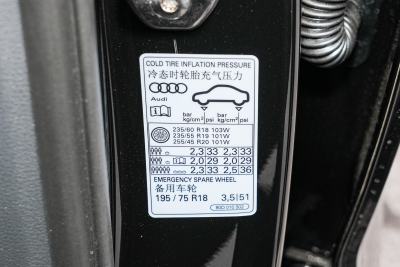 COLD TIRE INFLATION PRESSURE
冷态时轮胎充气压力
Audi
bar kg/cm² psi bar kg/cm² psi
235/60 R18 103W
235/55 R19 101W
255/45 R20 101W
2,3 33 2,3 33
2,0 29 2,0 29
2,3 33 2,5 36
EMERGENCY SPARE WHEEL
备用车轮
195 / 75 R18 3,5 51